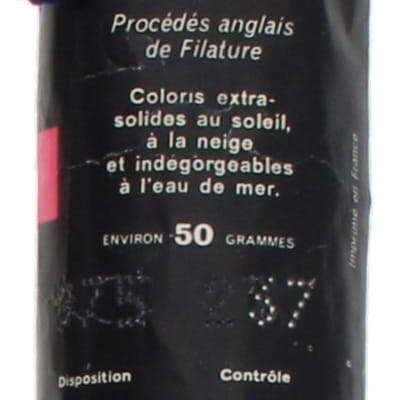 Procédés anglais
de Filature
Coloris extra-
solides au soleil,
à la neige
et indégorgeables
à l'eau de mer.
ENVIRON 50 GRAMMES
37
Disposition Contrôle
Imprimé en France